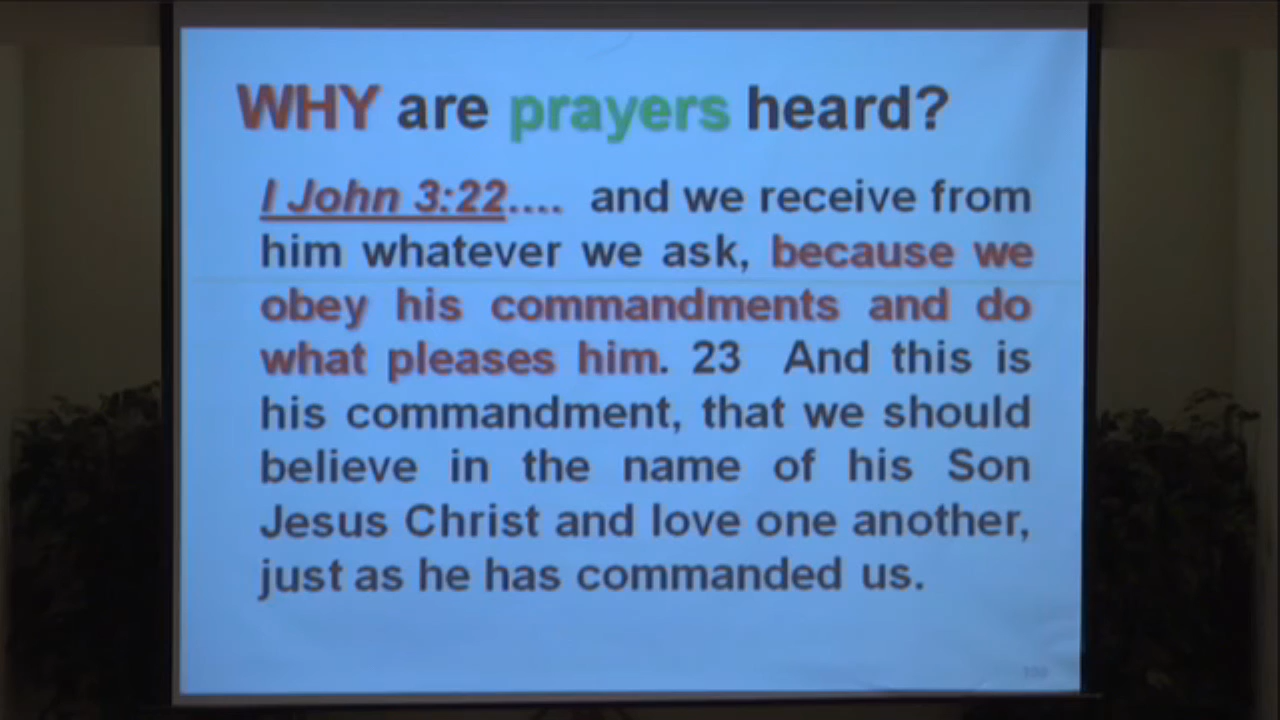 WHY are prayers heard?
I John 3:22.... and we receive from
him whatever we ask, because we
obey his commandments and do
what pleases him. 23 And this is
his commandment, that we should
believe in the name of his Son
Jesus Christ and love one another,
just as he has commanded us.